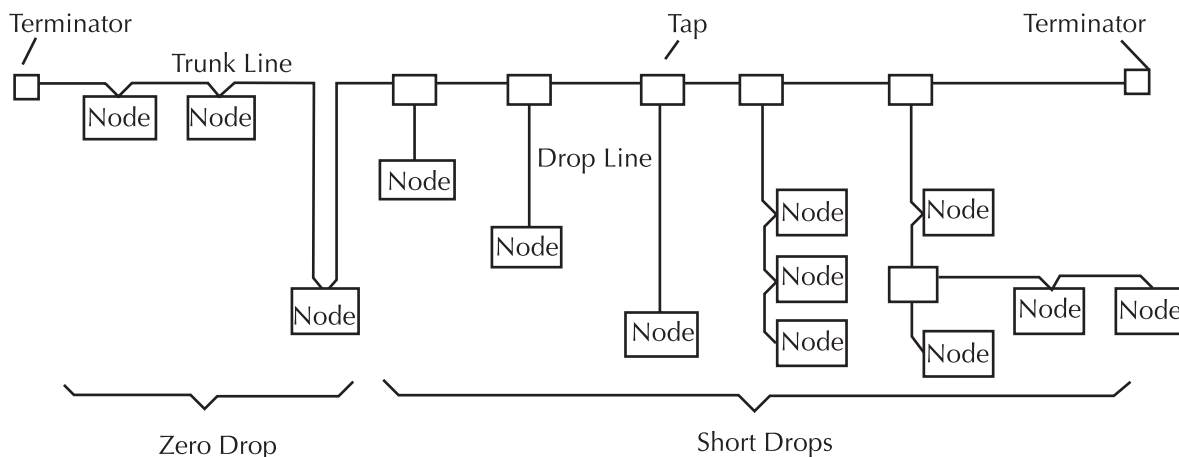 Terminator
Tap
Terminator
Trunk Line
Node
Node
Drop Line
Node
Node
Node
Node
Node
Node
Node
Node
Node
Node
Node
Node
Zero Drop
Short Drops